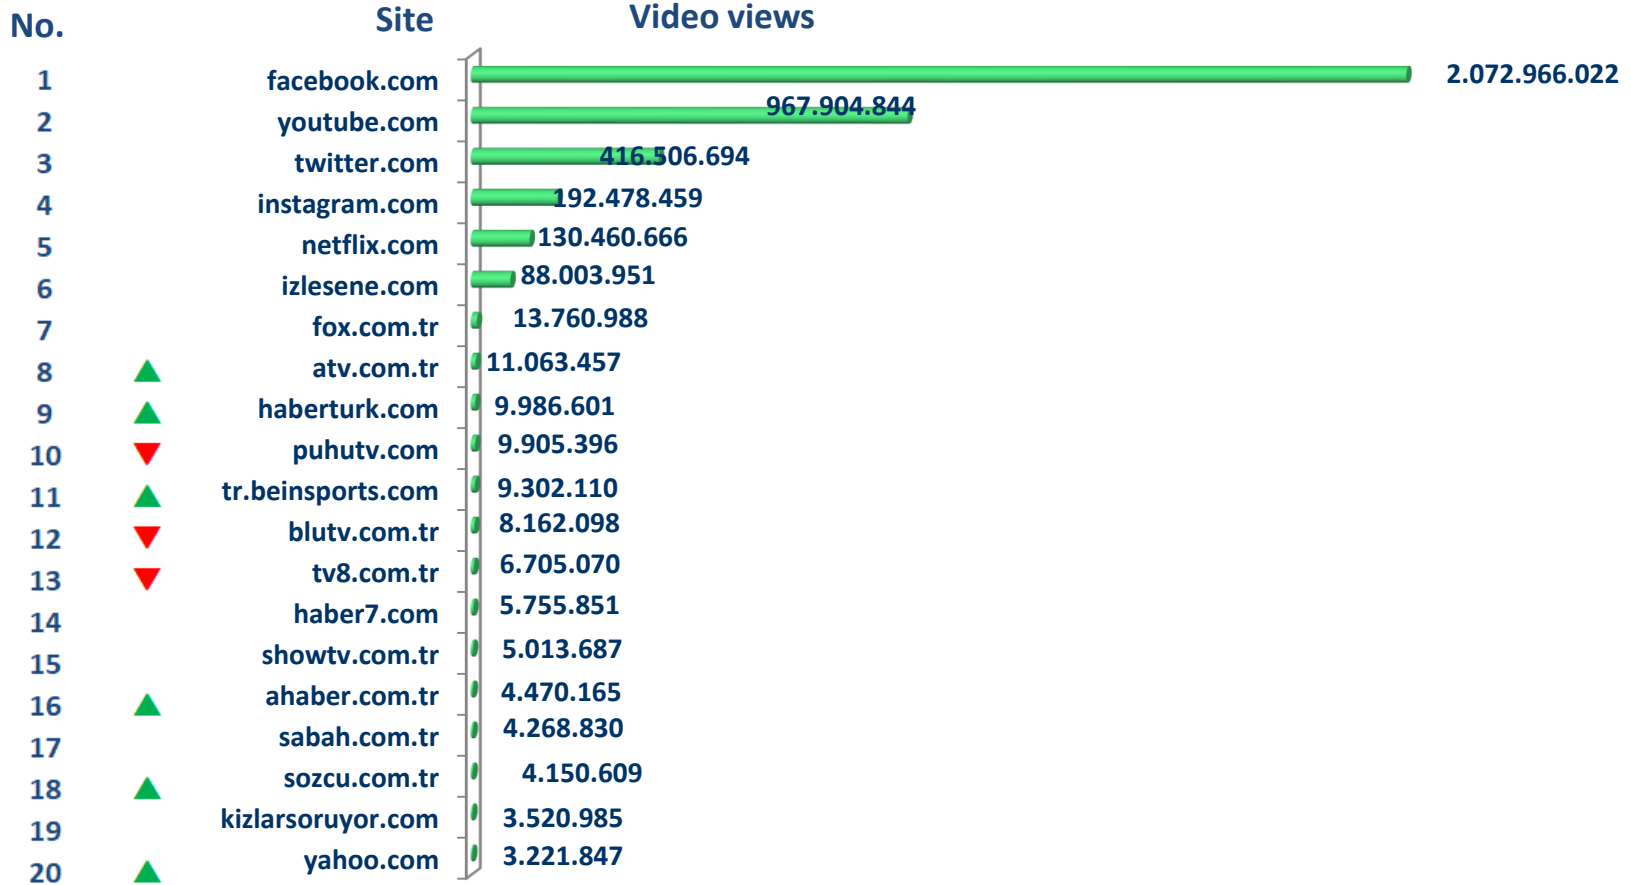 No. Site Video views
1 facebook.com 2.072.966.022
2 youtube.com 967.904.844
3 twitter.com 416.506.694
4 instagram.com 192.478.459
5 netflix.com 130.460.666
6 izlesene.com 88.003.951
7 fox.com.tr 13.760.988
8 atv.com.tr 11.063.457
9 haberturk.com 9.986.601
10 puhutv.com 9.905.396
11 tr.beinsports.com 9.302.110
12 blutv.com.tr 8.162.098
13 tv8.com.tr 6.705.070
14 haber7.com 5.755.851
15 showtv.com.tr 5.013.687
16 ahaber.com.tr 4.470.165
17 sabah.com.tr 4.268.830
18 sozcu.com.tr 4.150.609
19 kizlarsoruyor.com 3.520.985
20 yahoo.com 3.221.847